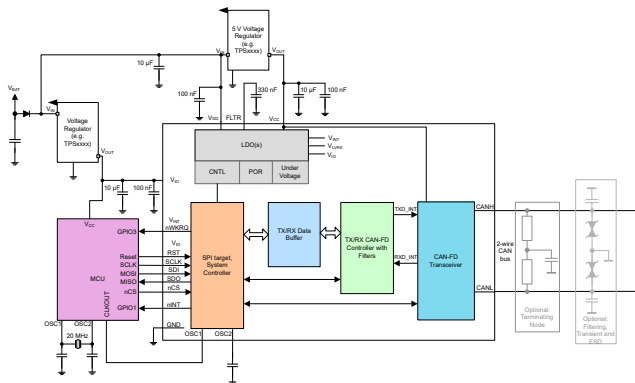 5 V Voltage
Regulator
(e.g.
TPSxxxx)
VIN
VOUT
10 µF
VBAT
100 nF
330 nF
10 µF
100 nF
VDD
FLTR
VCC
VIN
Voltage
Regulator
(e.g.
TPSxxxx)
VOUT
LDO(s)
VINT
VLVRX
VIO
CNTL
POR
Under
Voltage
10 µF
100 nF
VIO
VCC
VINT
nWKRQ
GPIO3
VIO
Reset
RST
SCLK
SCLK
MOSI
SDI
MISO
SDO
nCS
nCS
GPIO1
nINT
MCU
CLKOUT
OSC1
OSC2
20 MHz
GND
OSC1
OSC2
SPI target,
System
Controller
TX/RX Data
Buffer
TX/RX CAN-FD
Controller with
Filters
TXD_INT
RXD_INT
CAN-FD
Transceiver
CANH
CANL
2-wire
CAN
bus
Optional:
Terminating
Node
Optional:
Filtering,
Transient and
ESD